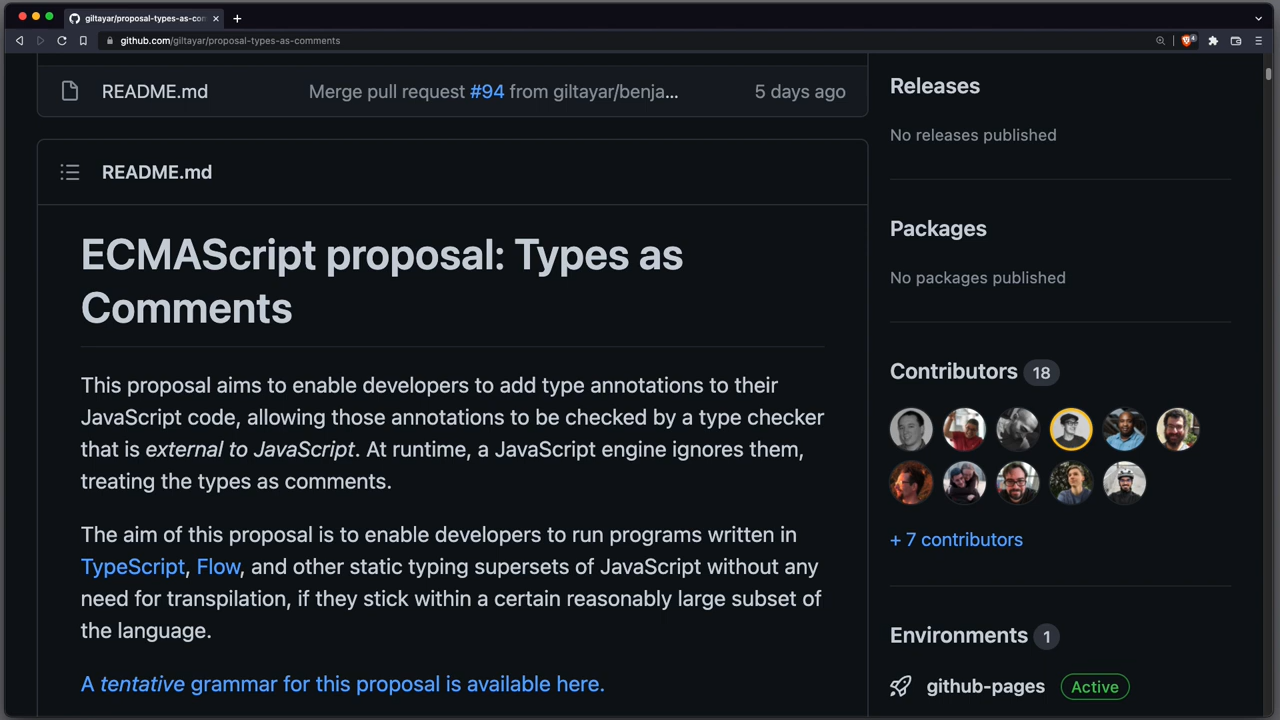 giltayar/proposal-types-as-com
github.com/giltayar/proposal-types-as-comments
README.md
Merge pull request #94 from giltayar/benja...
5 days ago
README.md
ECMAScript proposal: Types as
Comments
This proposal aims to enable developers to add type annotations to their
JavaScript code, allowing those annotations to be checked by a type checker
that is external to JavaScript. At runtime, a JavaScript engine ignores them,
treating the types as comments.
The aim of this proposal is to enable developers to run programs written in
TypeScript, Flow, and other static typing supersets of JavaScript without any
need for transpilation, if they stick within a certain reasonably large subset of
the language.
A tentative grammar for this proposal is available here.
Releases
No releases published
Packages
No packages published
Contributors 18
+ 7 contributors
Environments 1
github-pages Active